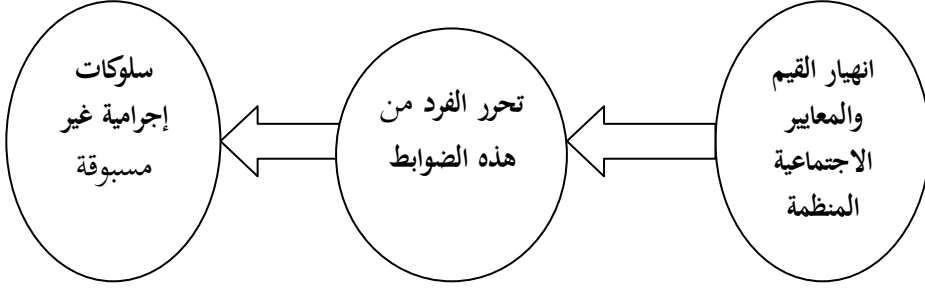 انهيار القيم
والمعايير
الاجتماعية
المنظمة
تحرر الفرد من
هذه الضوابط
سلوكات
إجرامية غير
مسبوقة